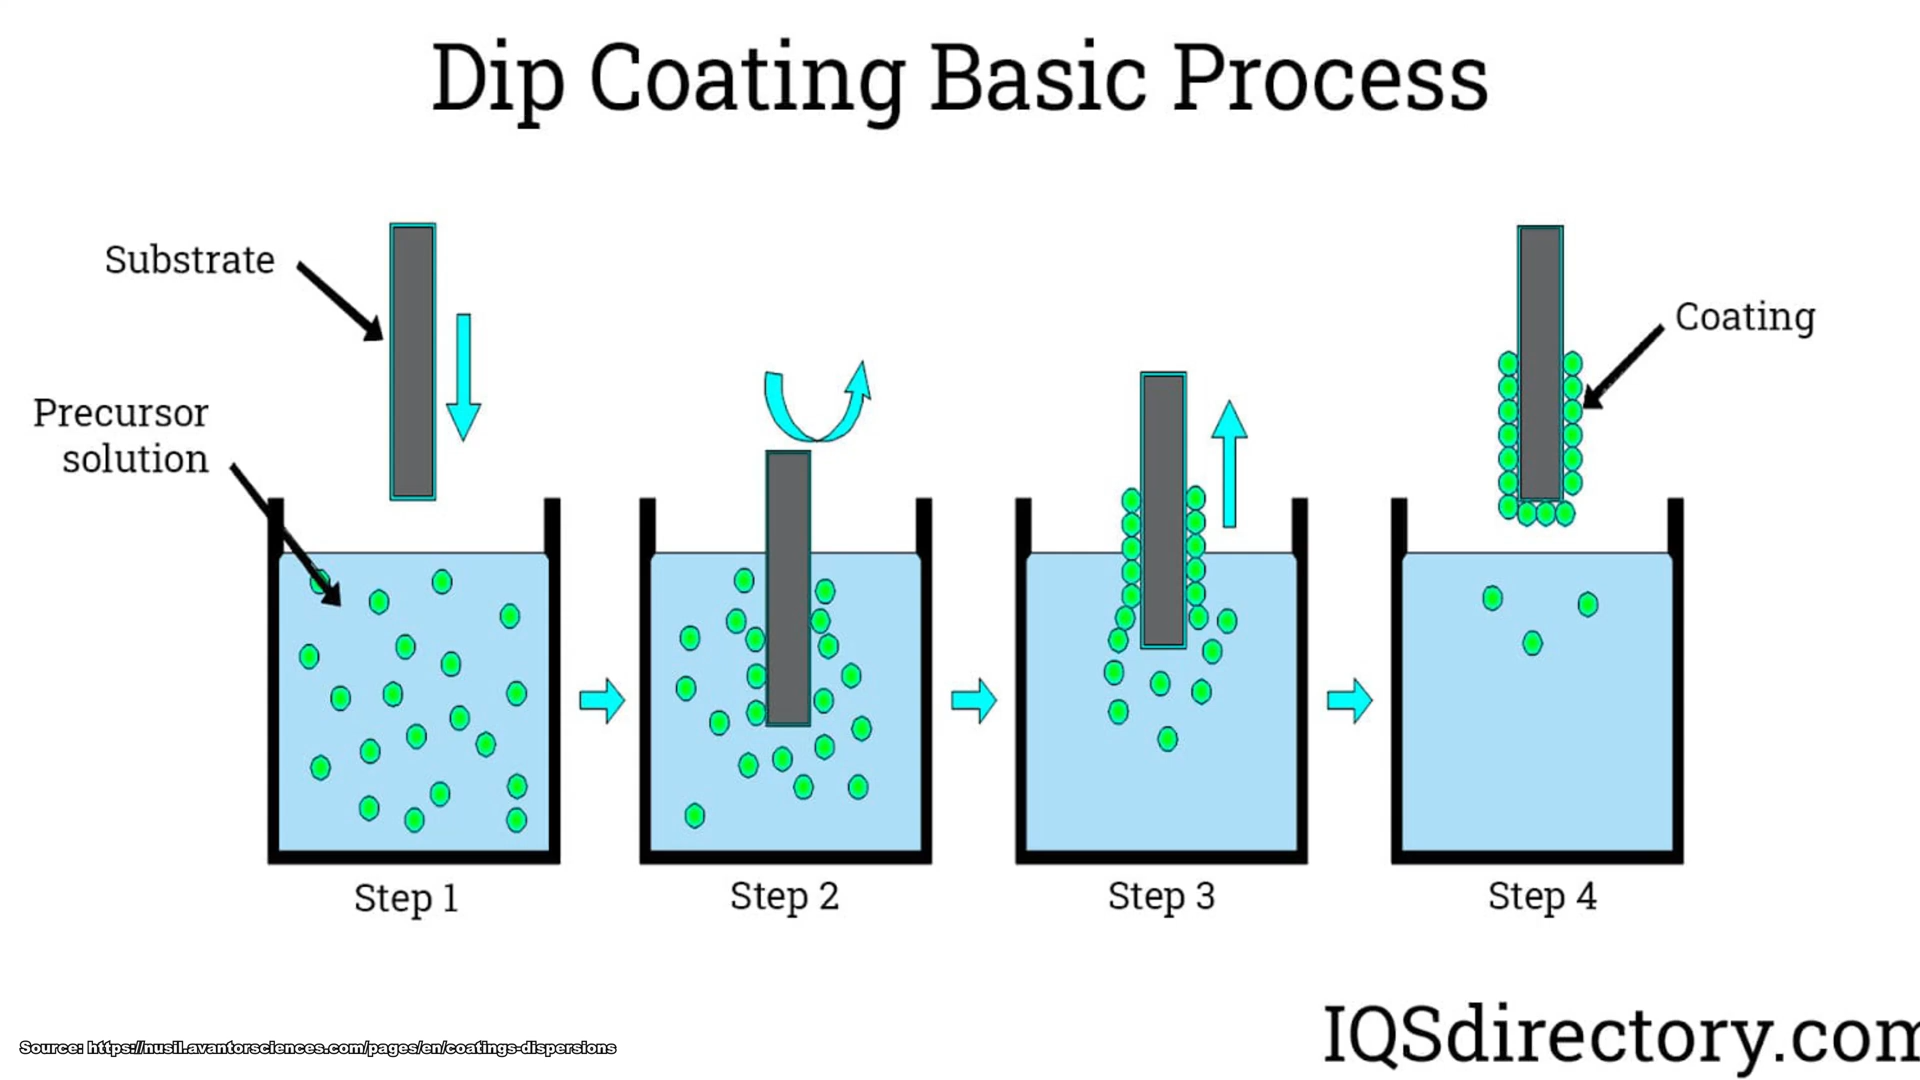 Dip Coating Basic Process
Substrate
Coating
Precursor
solution
Step 1
Step 2
Step 3
Step 4
IQSdirectory.com
Source: https://nusil.avantorsciences.com/pages/en/coatings-dispersions